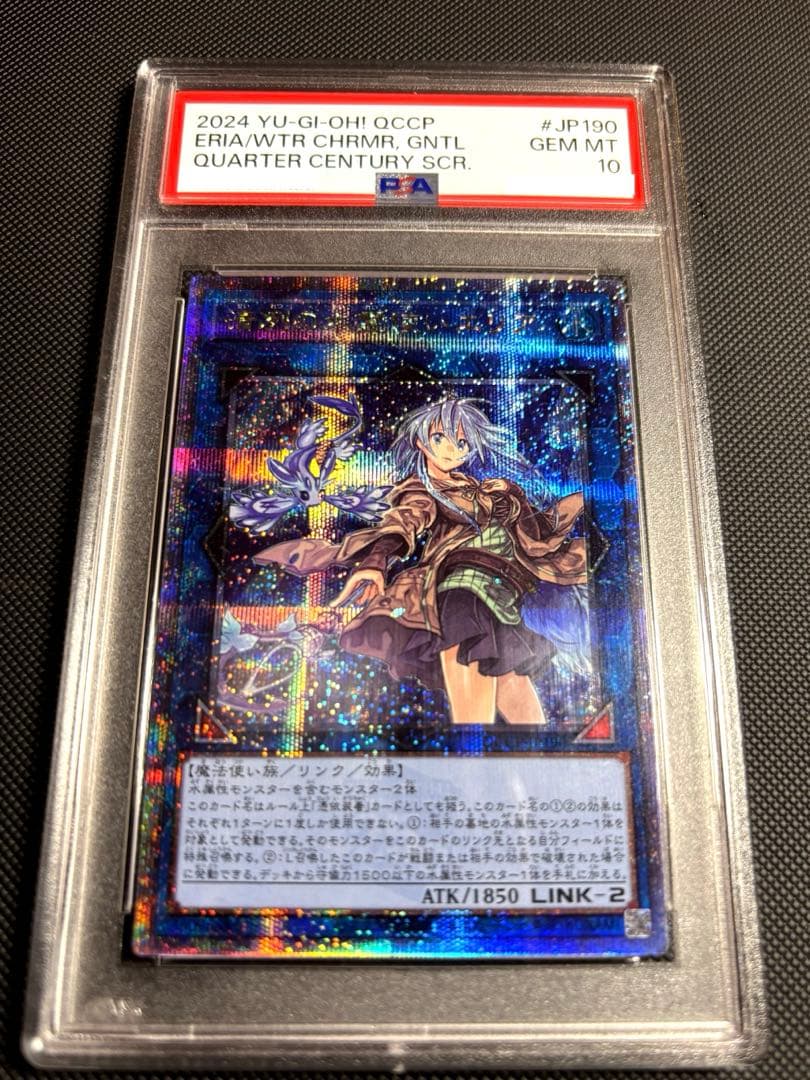 2024 YU-GI-OH! QCCP #JP190
ERIA/WTR CHRMR, GNTL GEM MT
QUARTER CENTURY SCR. 10
PSA
【魔法使い族/リンク/効果】
水属性モンスターを含むモンスター2体
このカード名はルール上「憑依装着」カードとしても扱う。このカード名の①②の効果は
それぞれ1ターンに1度しか使用できない。①:相手の墓地の水属性モンスター1体を
対象として発動できる。そのモンスターをこのカードのリンク先となる自分フィールドに
特殊召喚する。②:L召喚したこのカードが戦闘または相手の効果で破壊された場合
に発動できる。デッキから守備力1500以下の水属性モンスター1体を手札に加える。
ATK/1850 LINK-2